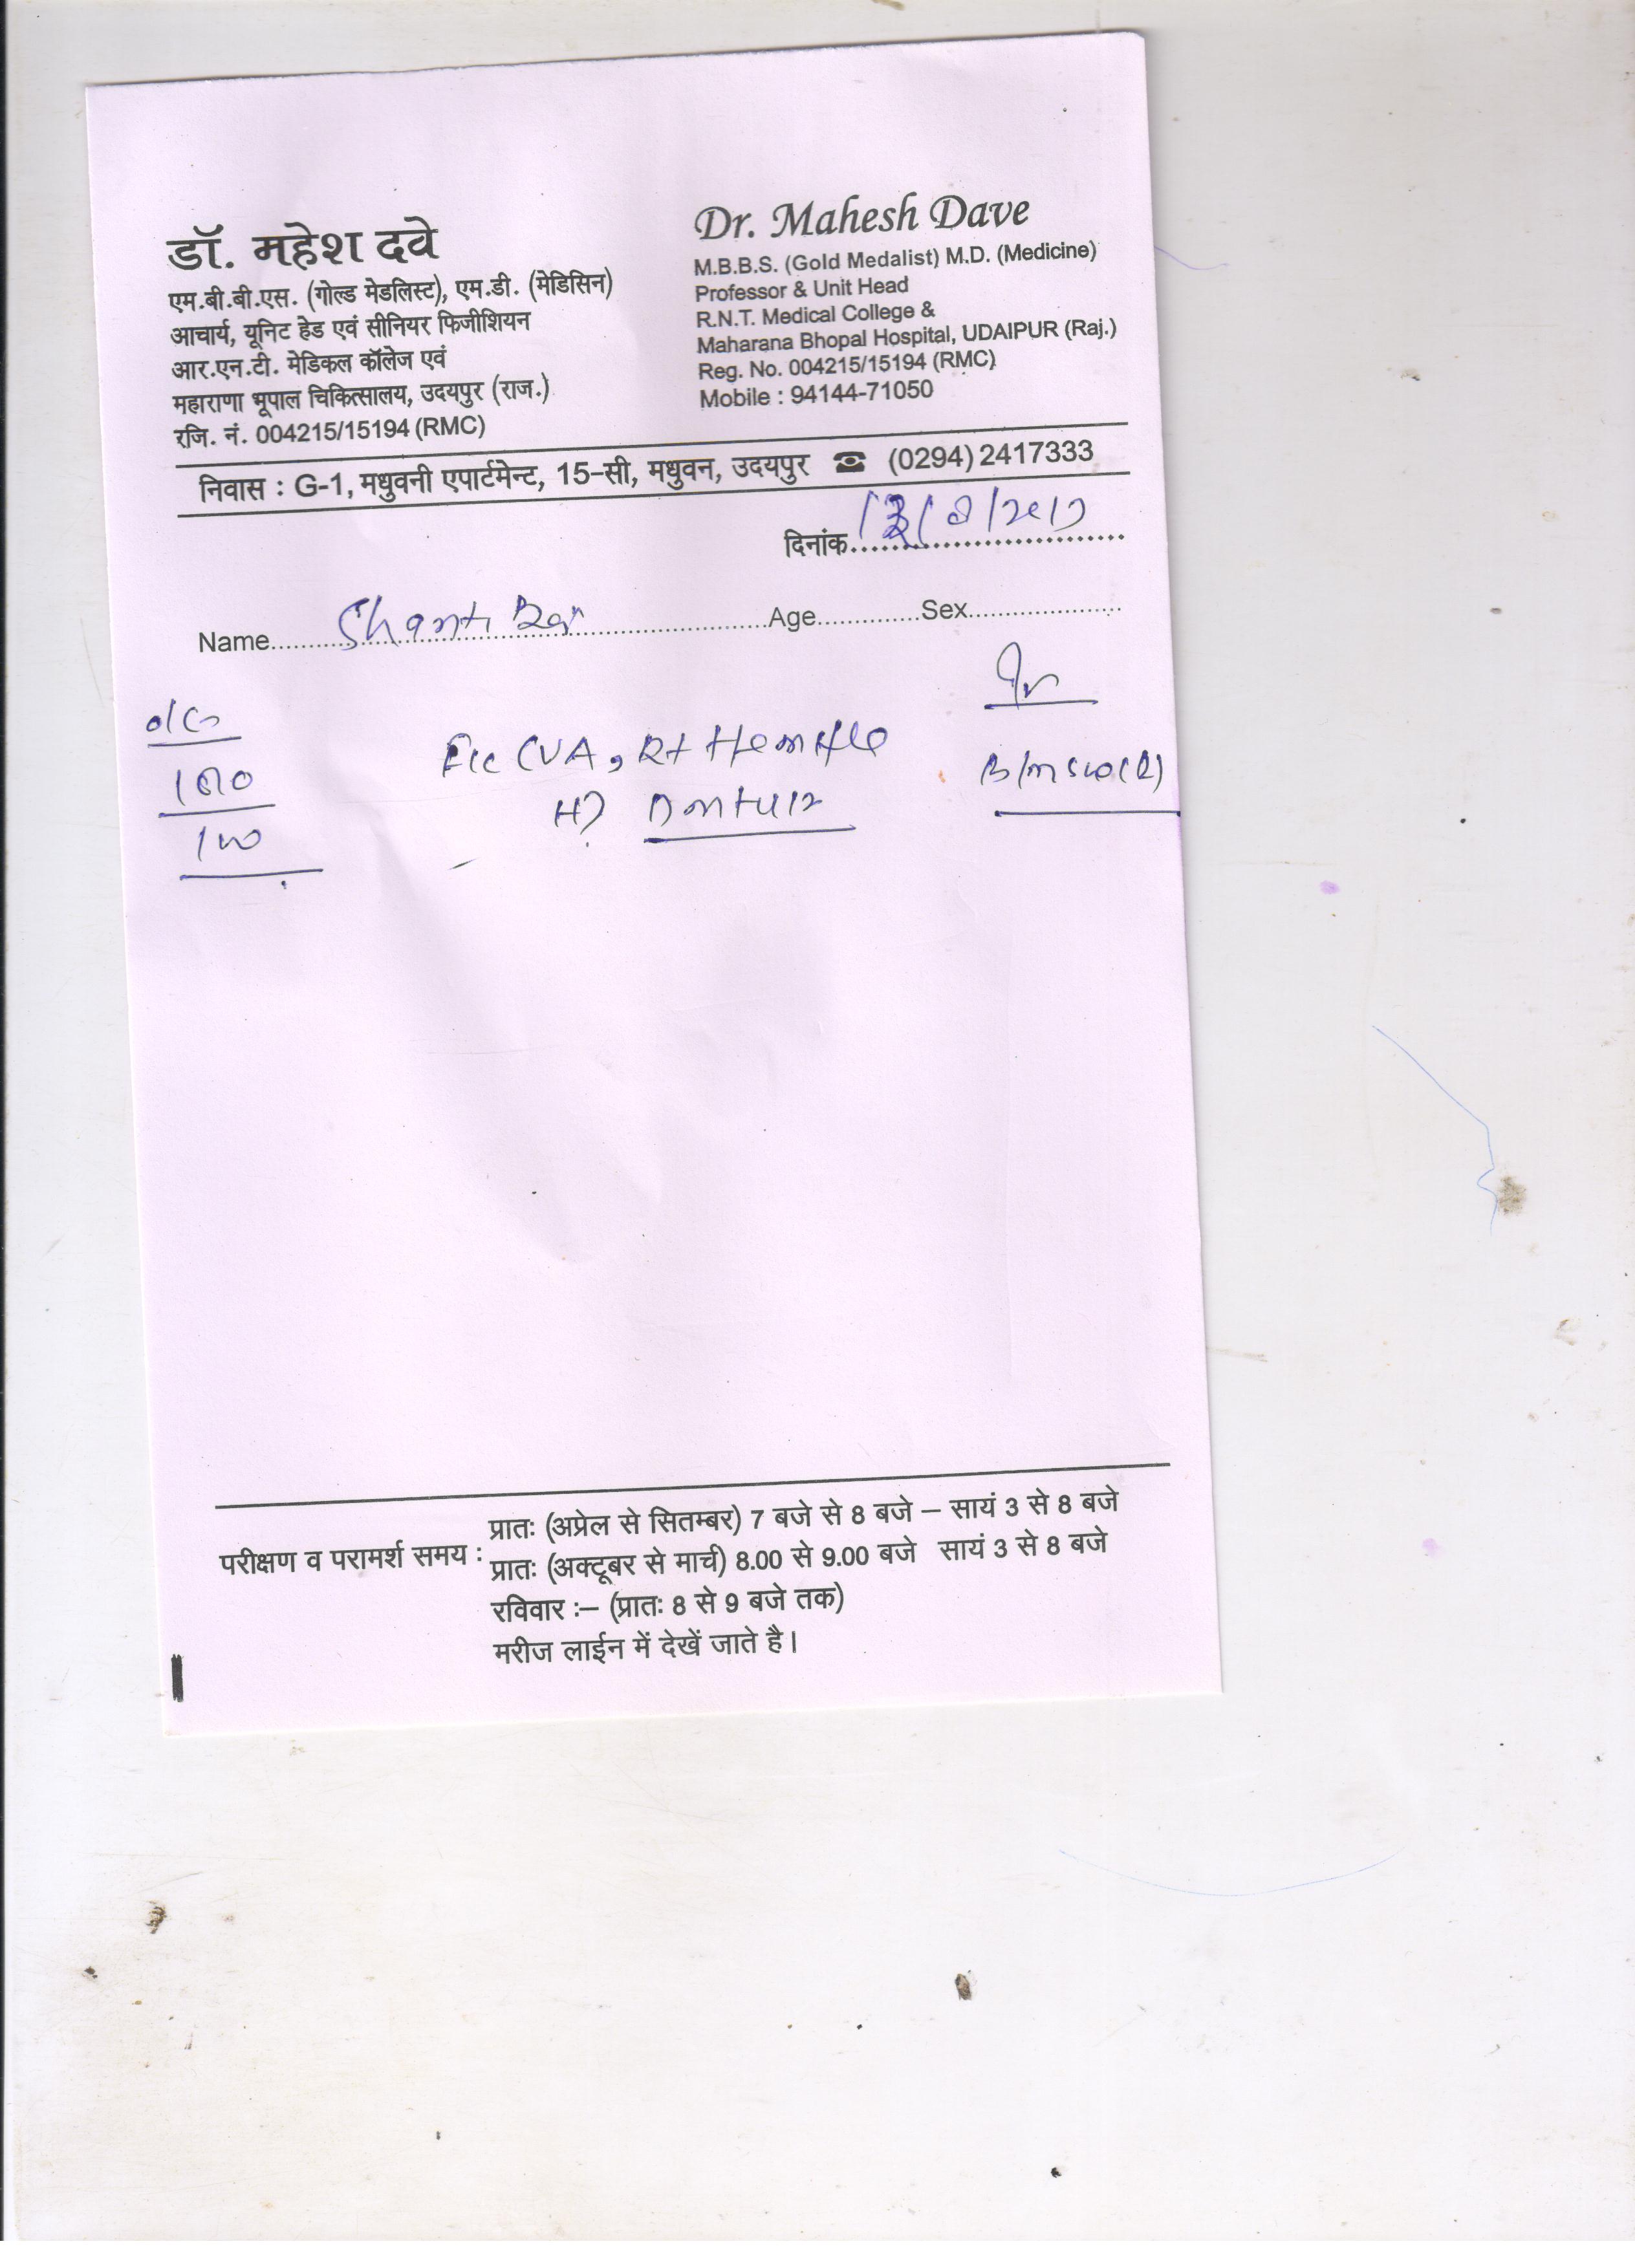 डॉ. महेश दवे
एम.बी.बी.एस. (गोल्ड मेडलिस्ट), एम.डी. (मेडिसिन)
आचार्य, यूनिट हेड एवं सीनियर फिजीशियन
आर.एन.टी. मेडिकल कॉलेज एवं
महाराणा भूपाल चिकित्सालय, उदयपुर (राज.)
रजि. नं. 004215/15194 (RMC)
Dr. Mahesh Dave
M.B.B.S. (Gold Medalist) M.D. (Medicine)
Professor & Unit Head
R.N.T. Medical College &
Maharana Bhopal Hospital, UDAIPUR (Raj.)
Reg. No. 004215/15194 (RMC)
Mobile : 94144-71050
निवास : G-1, मधुवनी एपार्टमेन्ट, 15-सी, मधुवन, उदयपुर ☎ (0294) 2417333
दिनांक
Name Shanti Bai Age Sex
CVA, Rt
परीक्षण व परामर्श समय :
प्रातः (अप्रेल से सितम्बर) 7 बजे से 8 बजे – सायं 3 से 8 बजे
प्रातः (अक्टूबर से मार्च) 8.00 से 9.00 बजे सायं 3 से 8 बजे
रविवार :– (प्रातः 8 से 9 बजे तक)
मरीज लाईन में देखें जाते है।